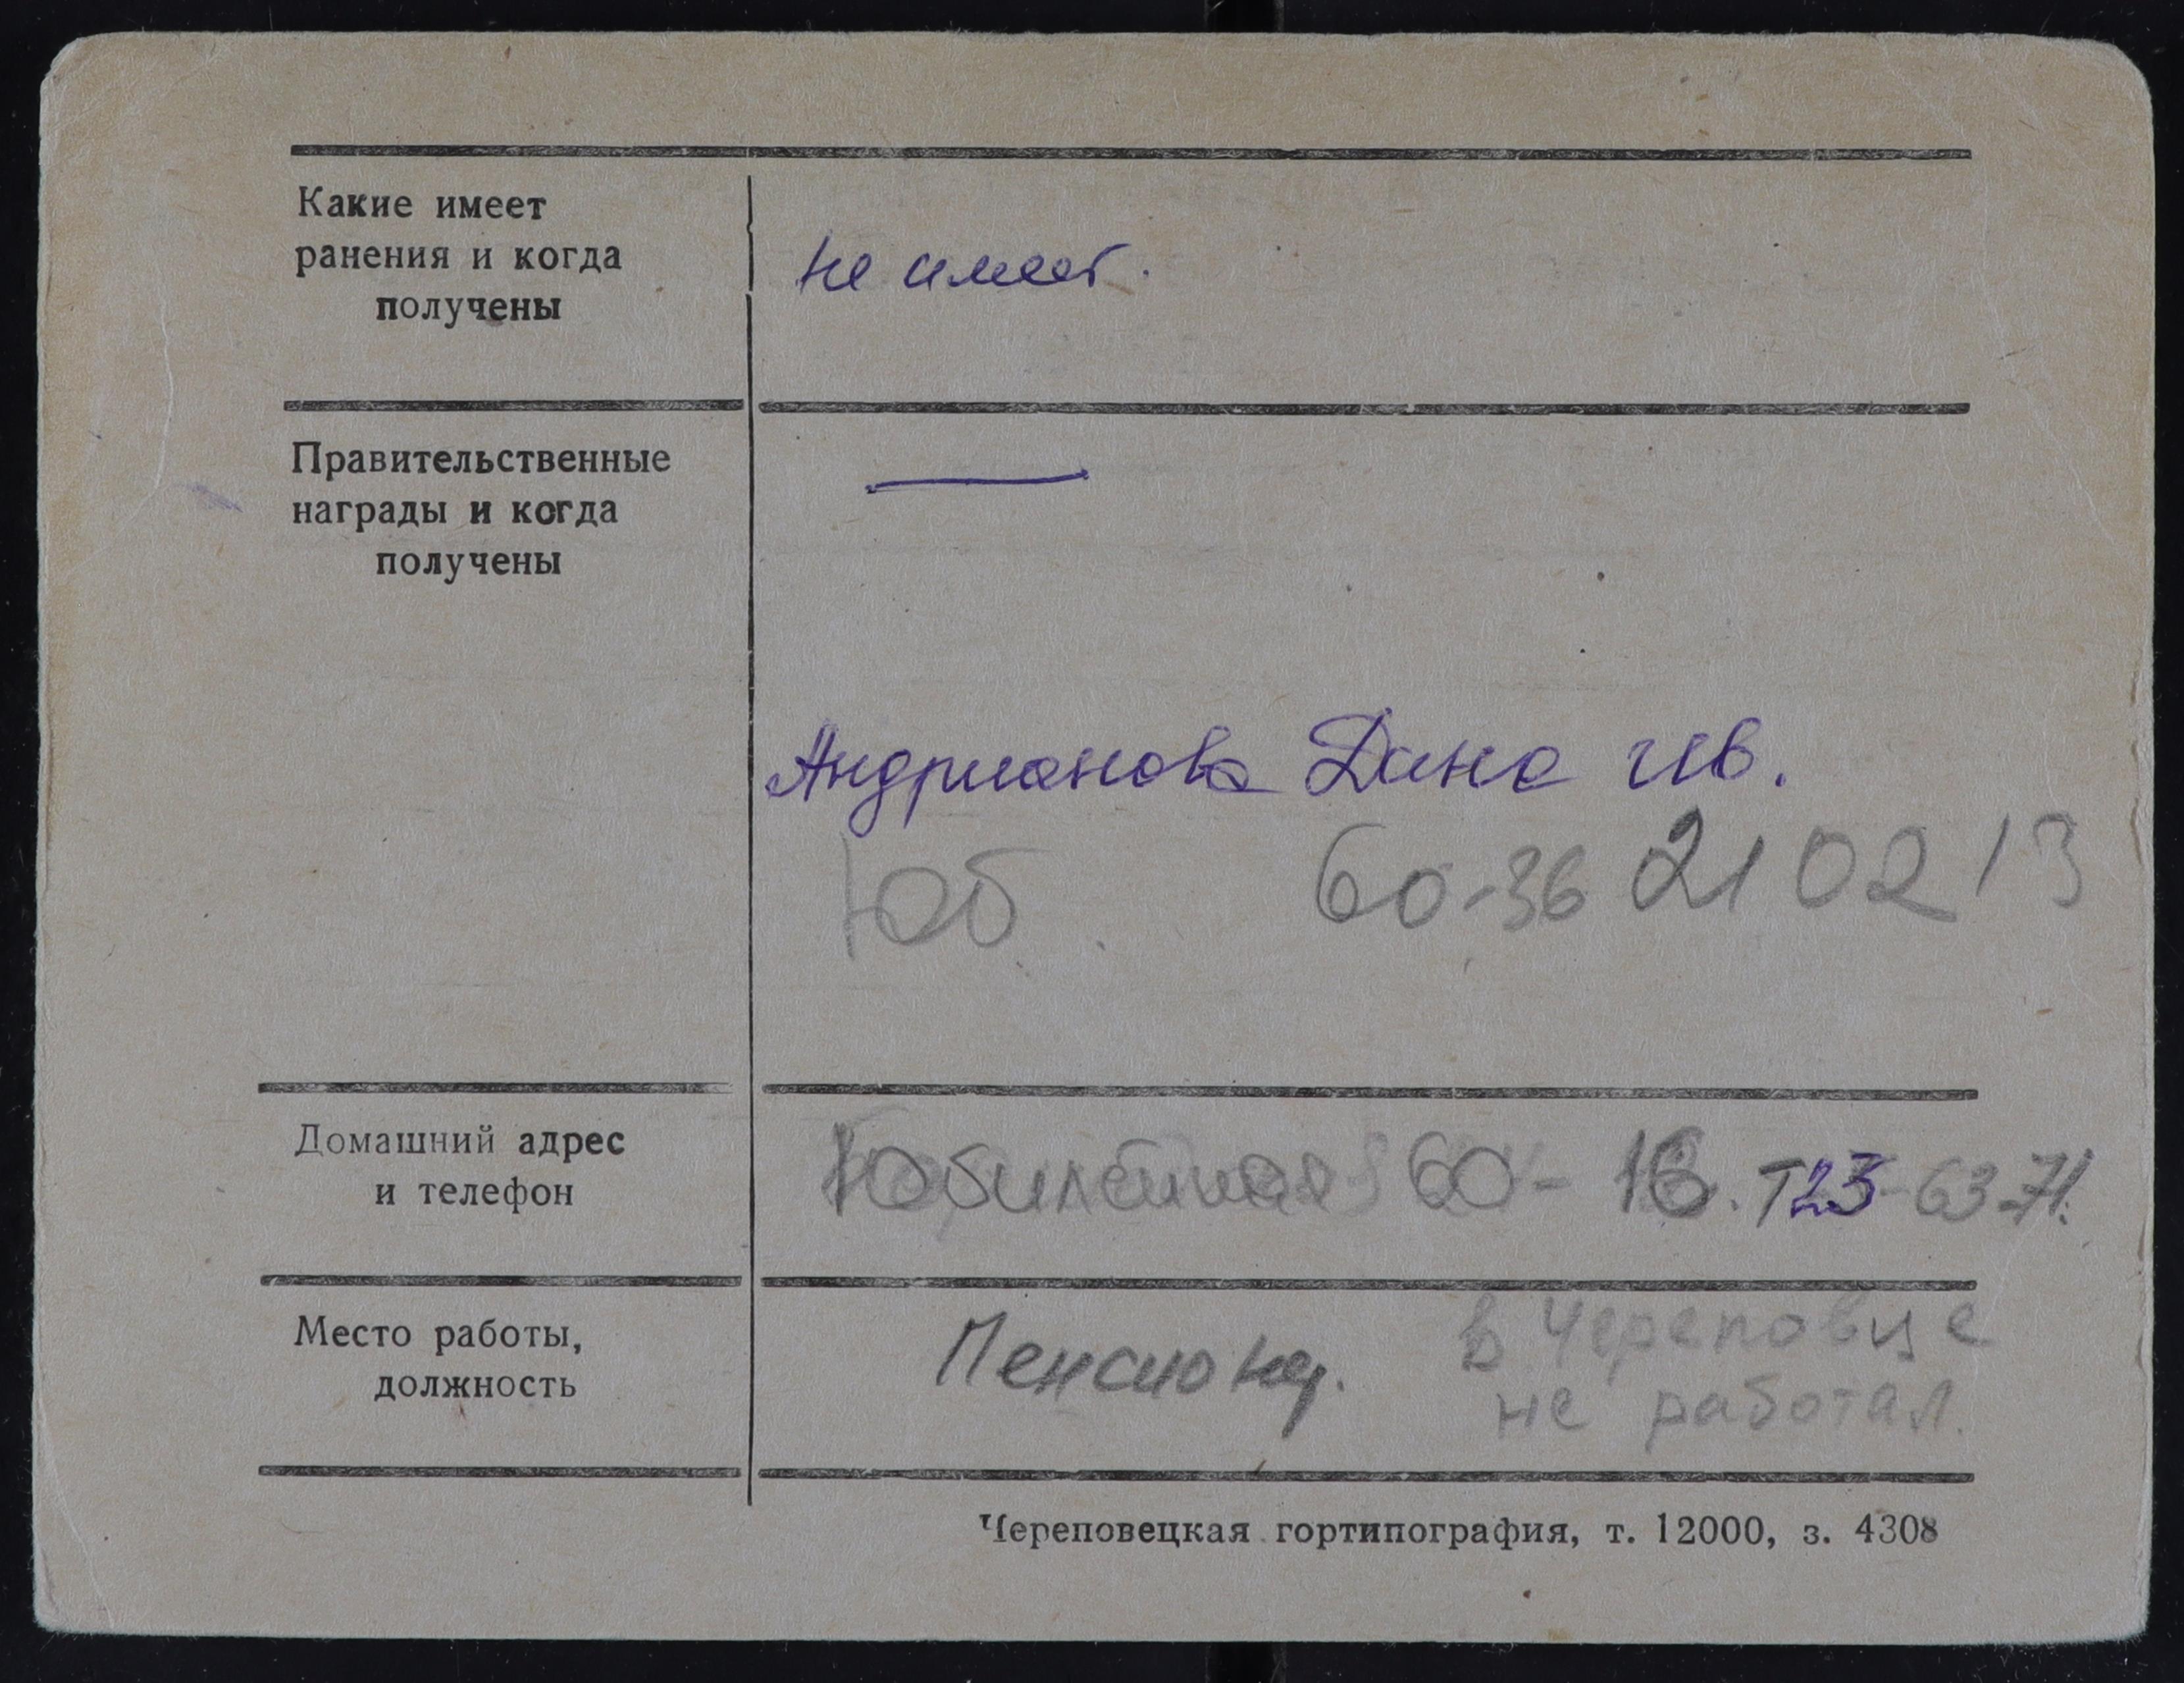 Какие имеет
ранения и когда
получены
не имеет.
Правительственные
награды и когда
получены
Андрианова Дина Ив.
Юб. 60-36 210213
Домашний адрес
и телефон
Юбилейная 60- 16. Т23-63-71.
Место работы,
должность
Пенсионер. в Череповце
не работал.
Череповецкая гортипография, т. 12000, з. 4308